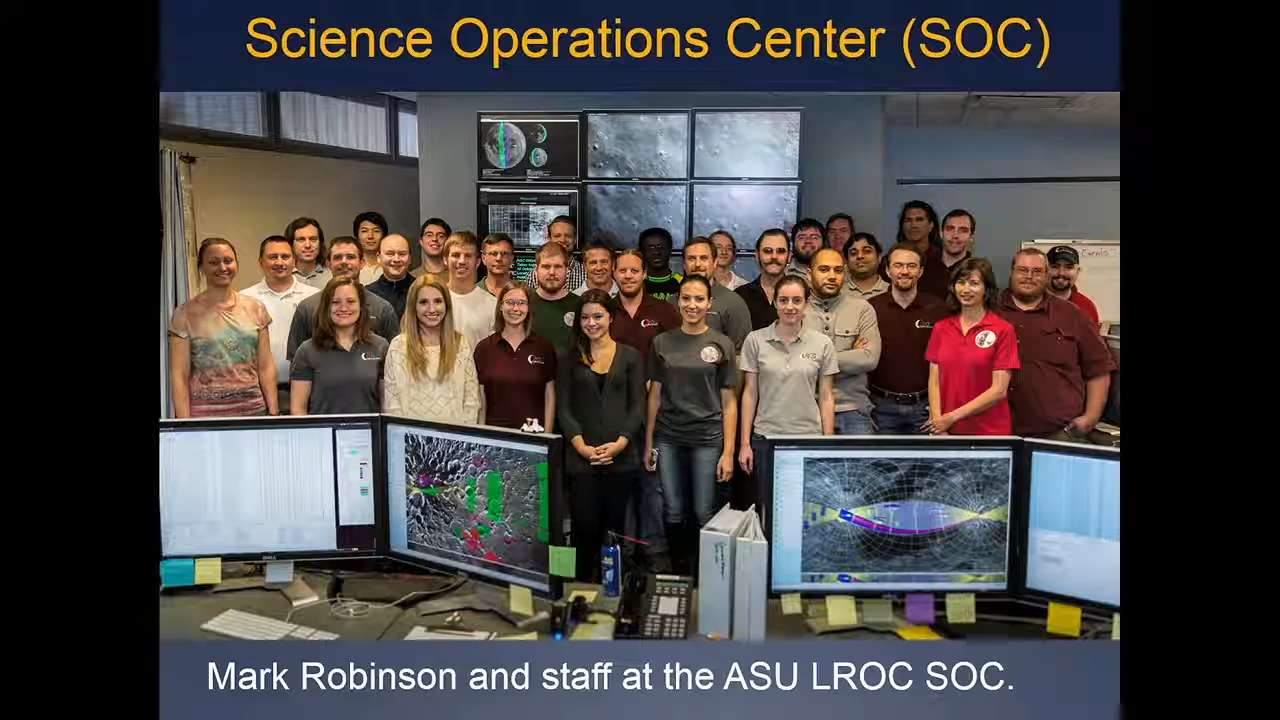 Science Operations Center (SOC)
Mark Robinson and staff at the ASU LROC SOC.